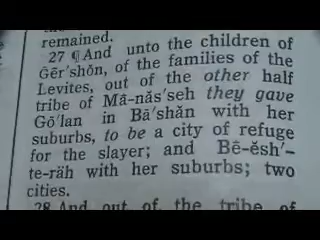 remained.
27 ¶ And unto the children of
Gēr'shŏn, of the families of the
Levites, out of the other half
tribe of Mā-năs'seh they gave
Gō'lan in Bā'shăn with her
suburbs, to be a city of refuge
for the slayer; and Bē-ĕsh'-
te-räh with her suburbs; two
cities.
28 And out of the tribe of